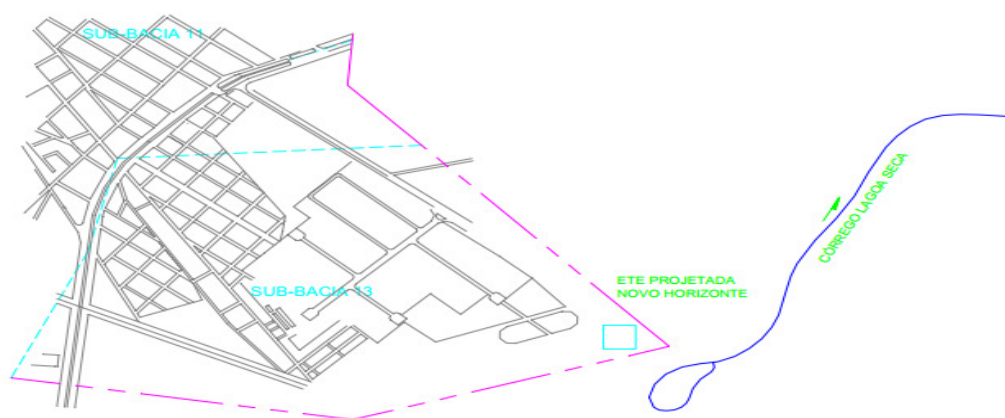 SUB-BACIA 11
CÓRREGO LAGOA SECA
ETE PROJETADA
NOVO HORIZONTE
SUB-BACIA 13